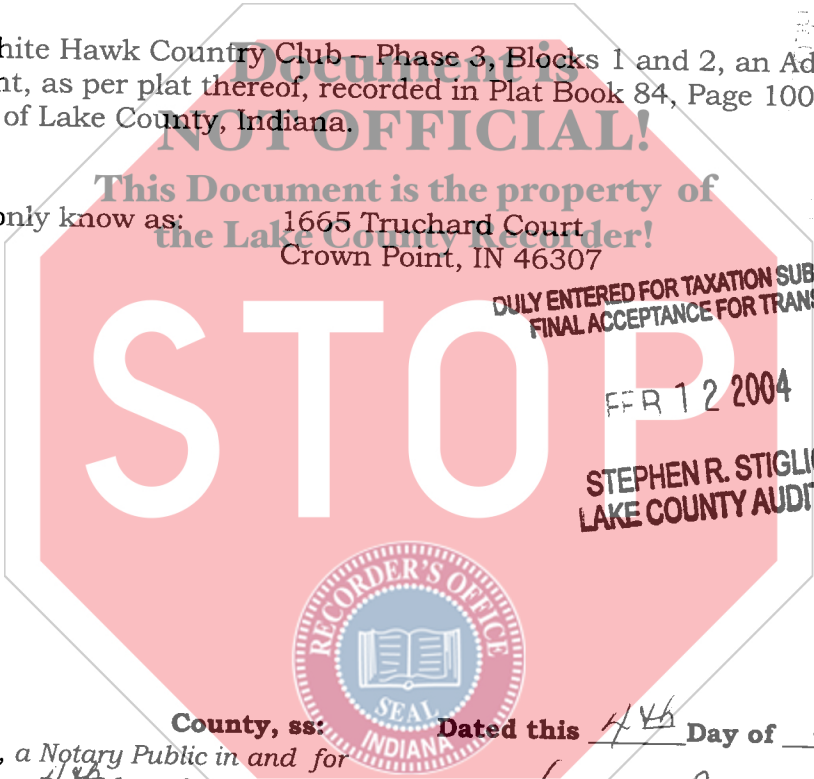 hite Hawk Country Club – Phase 3, Blocks 1 and 2, an Ad
nt, as per plat thereof, recorded in Plat Book 84, Page 100
of Lake County, Indiana.
Document is
NOT OFFICIAL!
This Document is the property of
the Lake County Recorder!
only know as: 1665 Truchard Court
Crown Point, IN 46307
DULY ENTERED FOR TAXATION SUB
FINAL ACCEPTANCE FOR TRANS
FEB 12 2004
STEPHEN R. STIGLI
LAKE COUNTY AUDIT
STOP
RECORDER'S OFFICE
SEAL
INDIANA
County, ss: Dated this 4th Day of
, a Notary Public in and for
4th